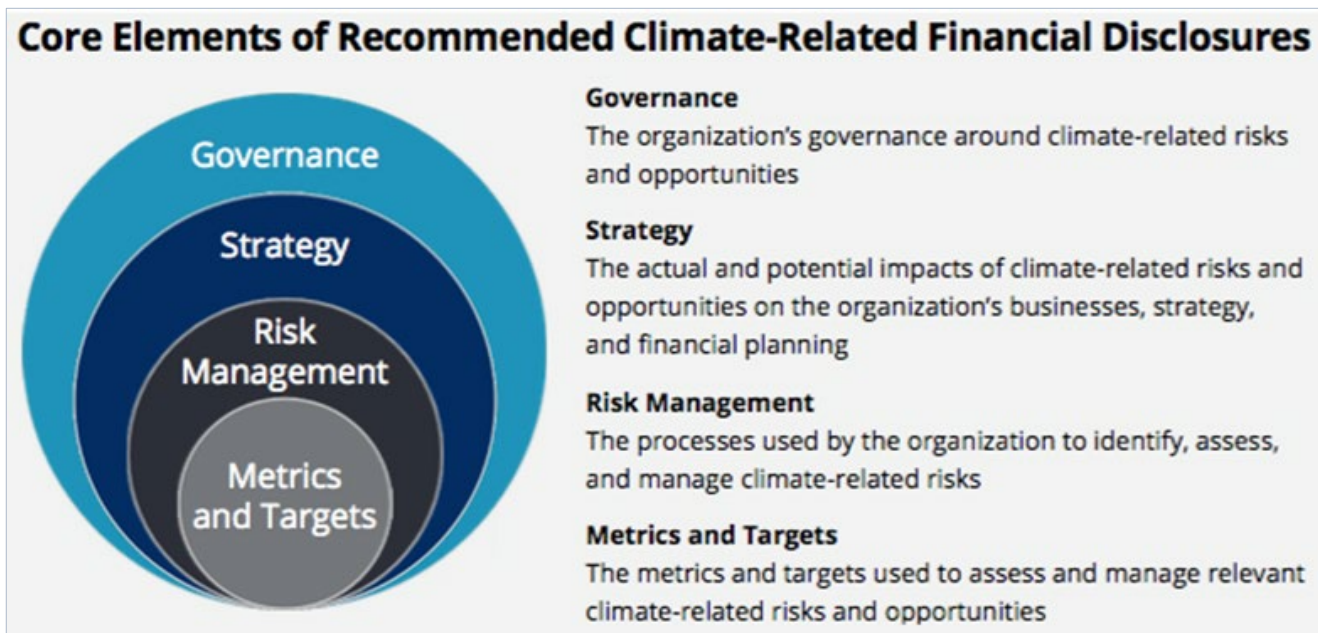 Core Elements of Recommended Climate-Related Financial Disclosures
Governance
Strategy
Risk
Management
Metrics
and Targets
Governance
The organization's governance around climate-related risks
and opportunities
Strategy
The actual and potential impacts of climate-related risks and
opportunities on the organization's businesses, strategy,
and financial planning
Risk Management
The processes used by the organization to identify, assess,
and manage climate-related risks
Metrics and Targets
The metrics and targets used to assess and manage relevant
climate-related risks and opportunities